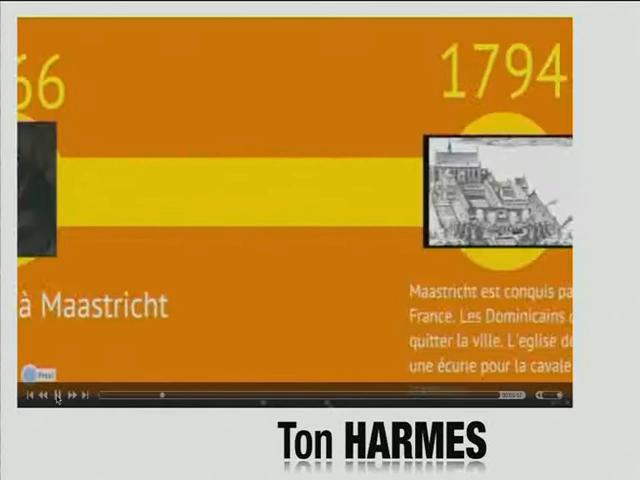 66
1794
à Maastricht
Maastricht est conquis pa
France. Les Dominicains
quitter la ville. L'eglise de
une écurie pour la cavale
Prezi
Ton HARMES